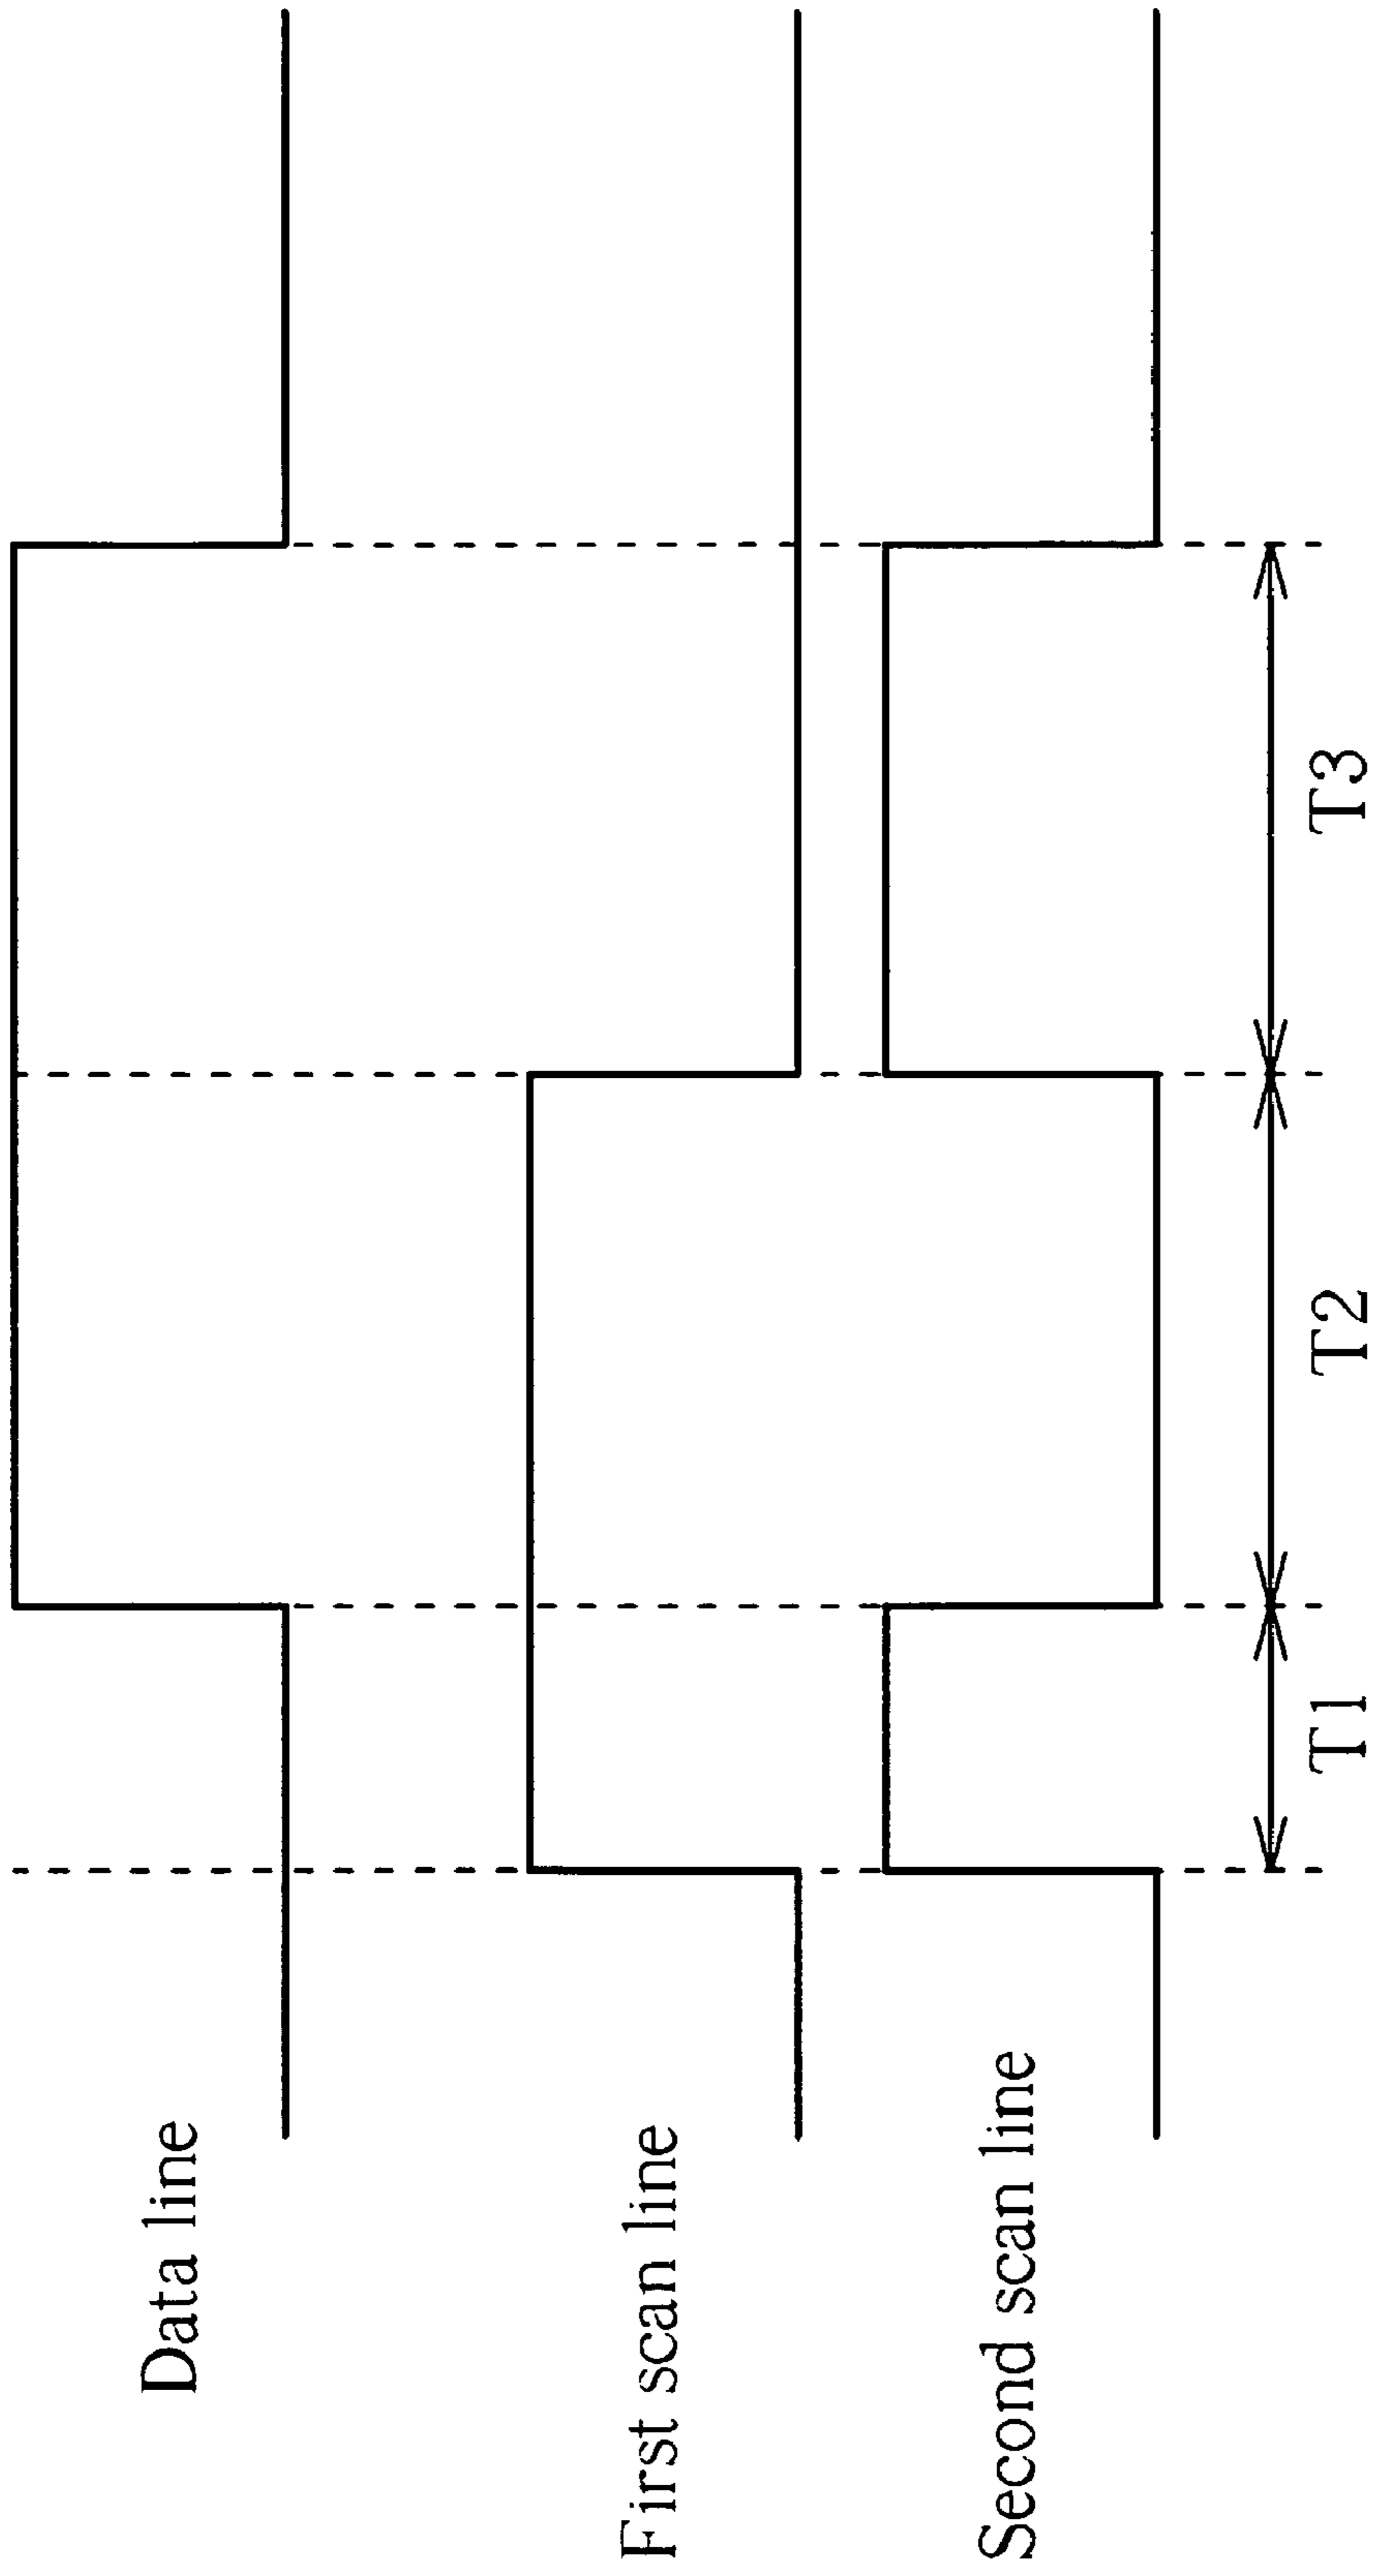 Data line
First scan line
Second scan line
T1
T2
T3